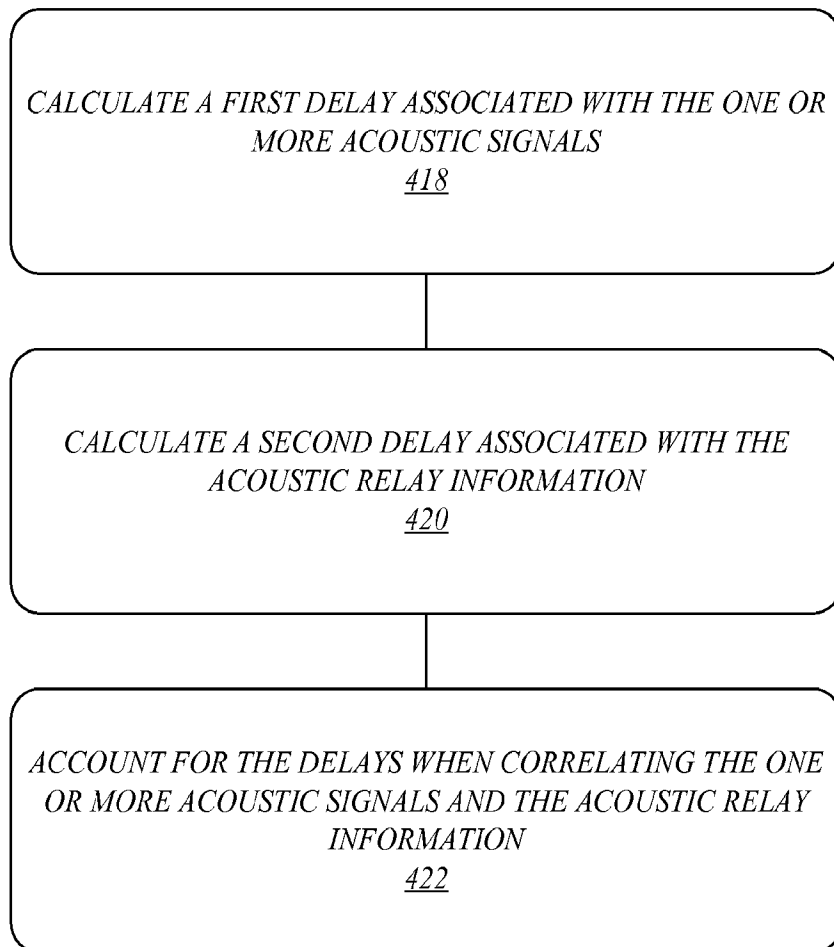 CALCULATE A FIRST DELAY ASSOCIATED WITH THE ONE OR
MORE ACOUSTIC SIGNALS
418
CALCULATE A SECOND DELAY ASSOCIATED WITH THE
ACOUSTIC RELAY INFORMATION
420
ACCOUNT FOR THE DELAYS WHEN CORRELATING THE ONE
OR MORE ACOUSTIC SIGNALS AND THE ACOUSTIC RELAY
INFORMATION
422